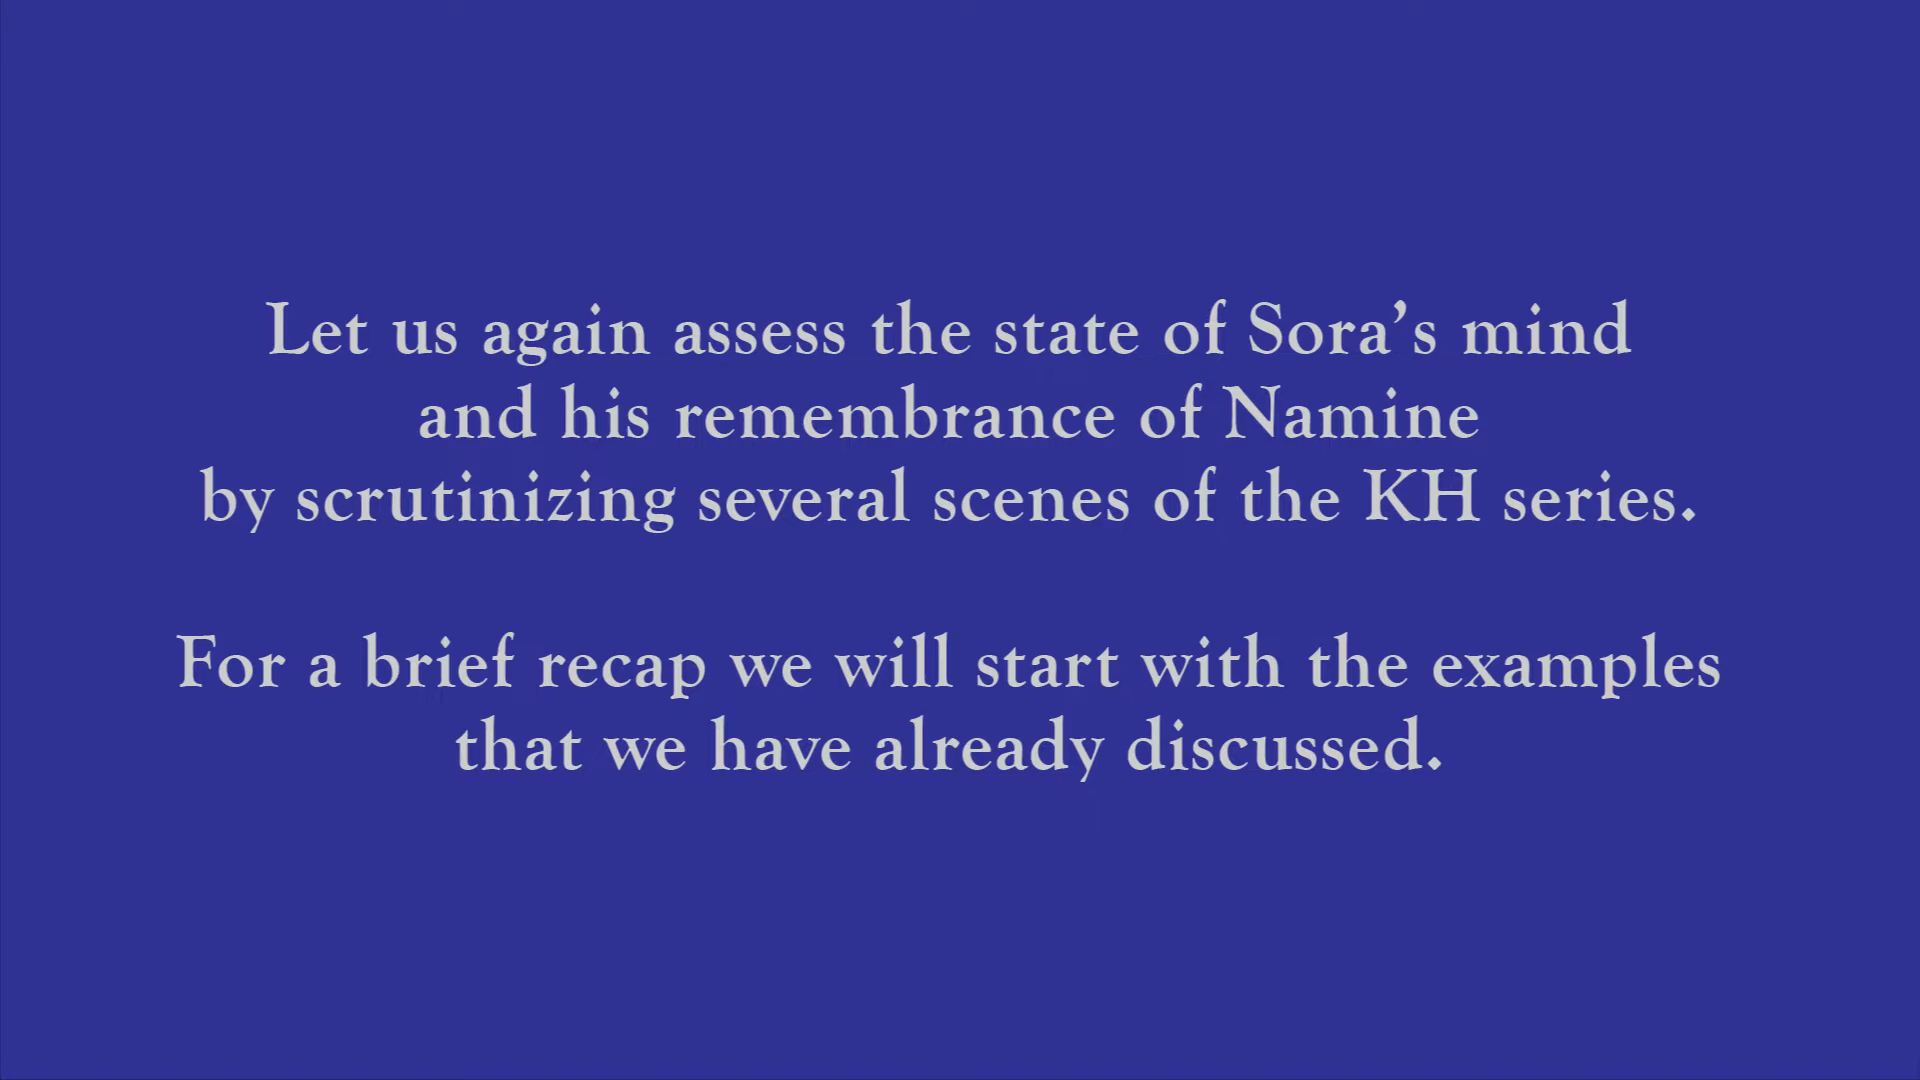 Let us again assess the state of Sora’s mind
and his remembrance of Namine
by scrutinizing several scenes of the KH series.
For a brief recap we will start with the examples
that we have already discussed.